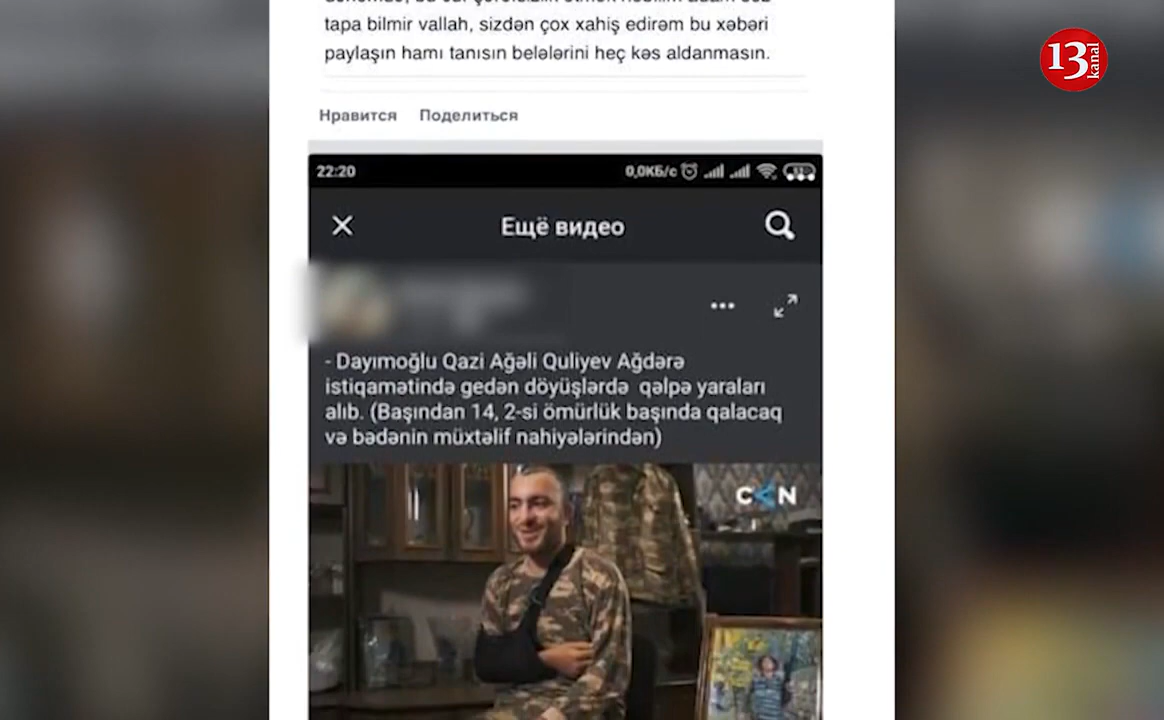 tapa bilmir vallah, sizdən çox xahiş edirəm bu xəbəri
paylaşın hamı tanısın belələrini heç kəs aldanmasın.
13
kanal
Нравится Поделиться
22:20 0,0КБ/с
Ещё видео
- Dayımoğlu Qazi Ağəli Quliyev Ağdərə
istiqamətində gedən döyüşlərdə qəlpə yaraları
alıb. (Başından 14, 2-si ömürlük başında qalacaq
və bədənin müxtəlif nahiyələrindən)